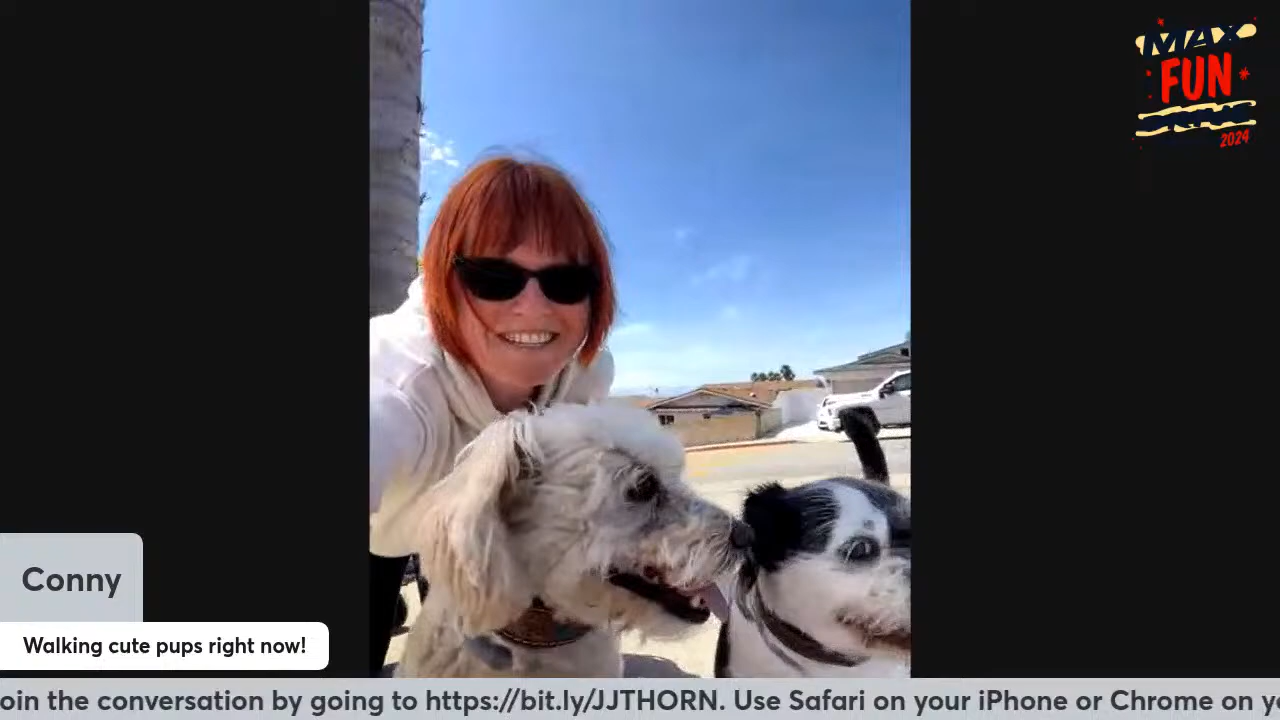 MAX
FUN
2024
Conny
Walking cute pups right now!
oin the conversation by going to https://bit.ly/JJTHORN. Use Safari on your iPhone or Chrome on y